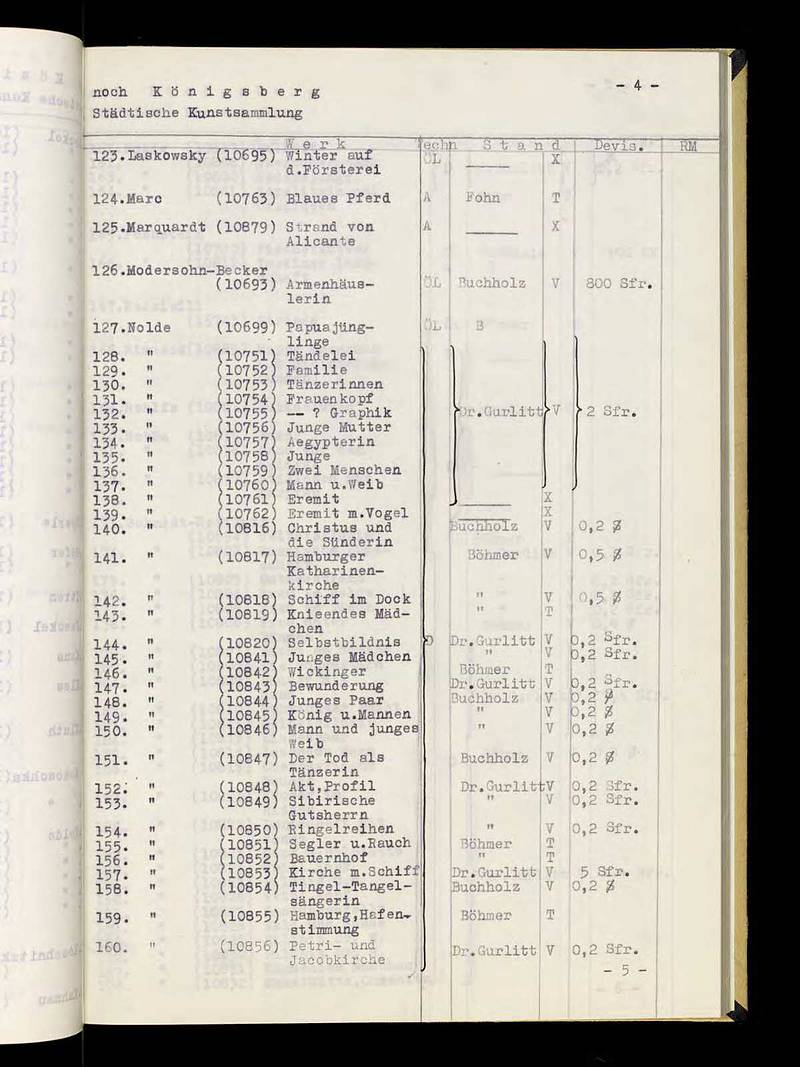 noch K ö n i g s b e r g - 4 -
Städtische Kunstsammlung
W e r k Techn S t a n d Devis. RM
123.Laskowsky (10695) Winter auf ÖL X
d.Försterei
124.Marc (10763) Blaues Pferd A Fohn T
125.Marquardt (10879) Strand von A X
Alicante
126.Modersohn-Becker
(10693) Armenhäus- ÖL Buchholz V 800 Sfr.
lerin
127.Nolde (10699) Papuajüng- ÖL B
linge
128. " (10751) Tändelei
129. " (10752) Familie
130. " (10753) Tänzerinnen
131. " (10754) Frauenkopf
132. " (10755) -- ? Graphik Dr.Gurlitt V 2 Sfr.
133. " (10756) Junge Mutter
134. " (10757) Aegypterin
135. " (10758) Junge
136. " (10759) Zwei Menschen
137. " (10760) Mann u.Weib
138. " (10761) Eremit X
139. " (10762) Eremit m.Vogel X
140. " (10816) Christus und Buchholz V 0,2 $
die Sünderin
141. " (10817) Hamburger Böhmer V 0,5 $
Katharinen-
kirche
142. " (10818) Schiff im Dock " V 0,5 $
143. " (10819) Knieendes Mäd- " T
chen
144. " (10820) Selbstbildnis D Dr.Gurlitt V 0,2 Sfr.
145. " (10841) Junges Mädchen " V 0,2 Sfr.
146. " (10842) Wickinger Böhmer T
147. " (10843) Bewunderung Dr.Gurlitt V 0,2 Sfr.
148. " (10844) Junges Paar Buchholz V 0,2 $
149. " (10845) König u.Mannen " V 0,2 $
150. " (10846) Mann und junges " V 0,2 $
Weib
151. " (10847) Der Tod als Buchholz V 0,2 $
Tänzerin
152. " (10848) Akt,Profil Dr.Gurlitt V 0,2 Sfr.
153. " (10849) Sibirische " V 0,2 Sfr.
Gutsherrn
154. " (10850) Ringelreihen " V 0,2 Sfr.
155. " (10851) Segler u.Rauch Böhmer T
156. " (10852) Bauernhof " T
157. " (10853) Kirche m.Schiff Dr.Gurlitt V 5 Sfr.
158. " (10854) Tingel-Tangel- Buchholz V 0,2 $
sängerin
159. " (10855) Hamburg,Hafen- Böhmer T
stimmung
160. " (10856) Petri- und Dr.Gurlitt V 0,2 Sfr.
Jacobkirche
- 5 -